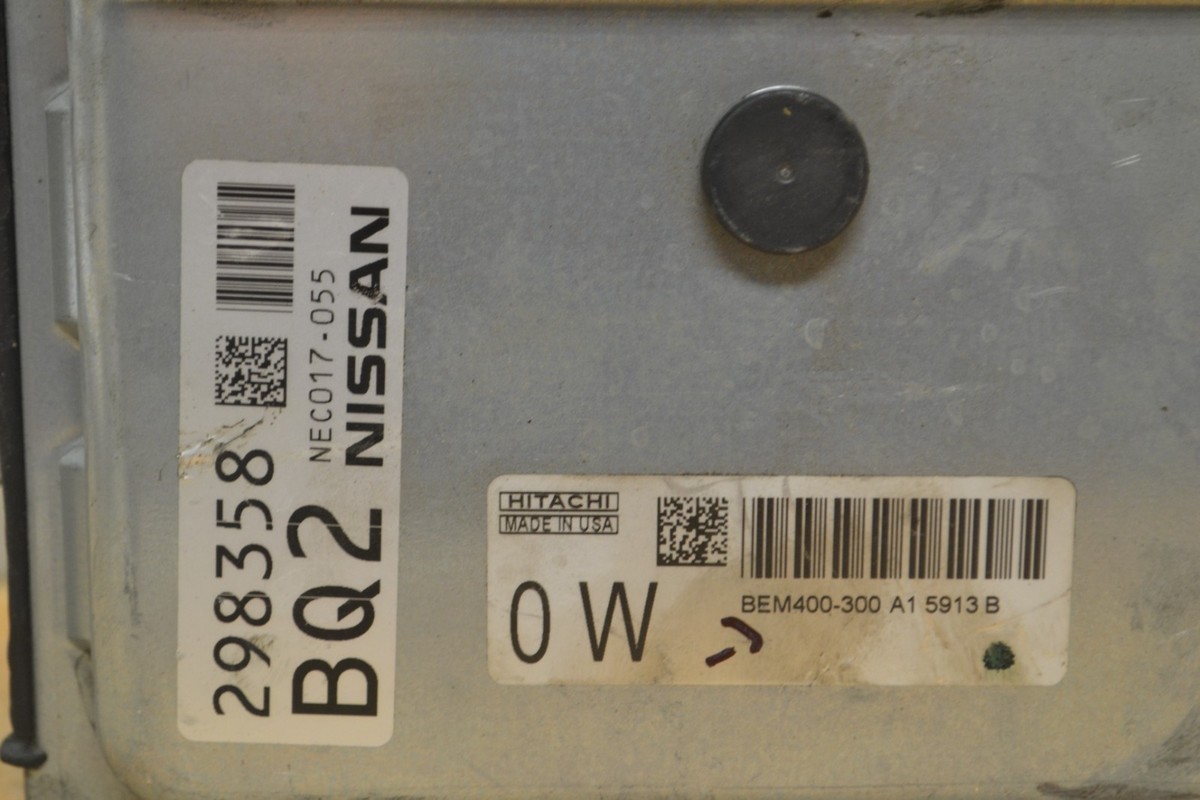 298358
NEC017-055
BQ2 NISSAN
HITACHI
MADE IN USA
0 W
BEM400-300 A1 5913 B